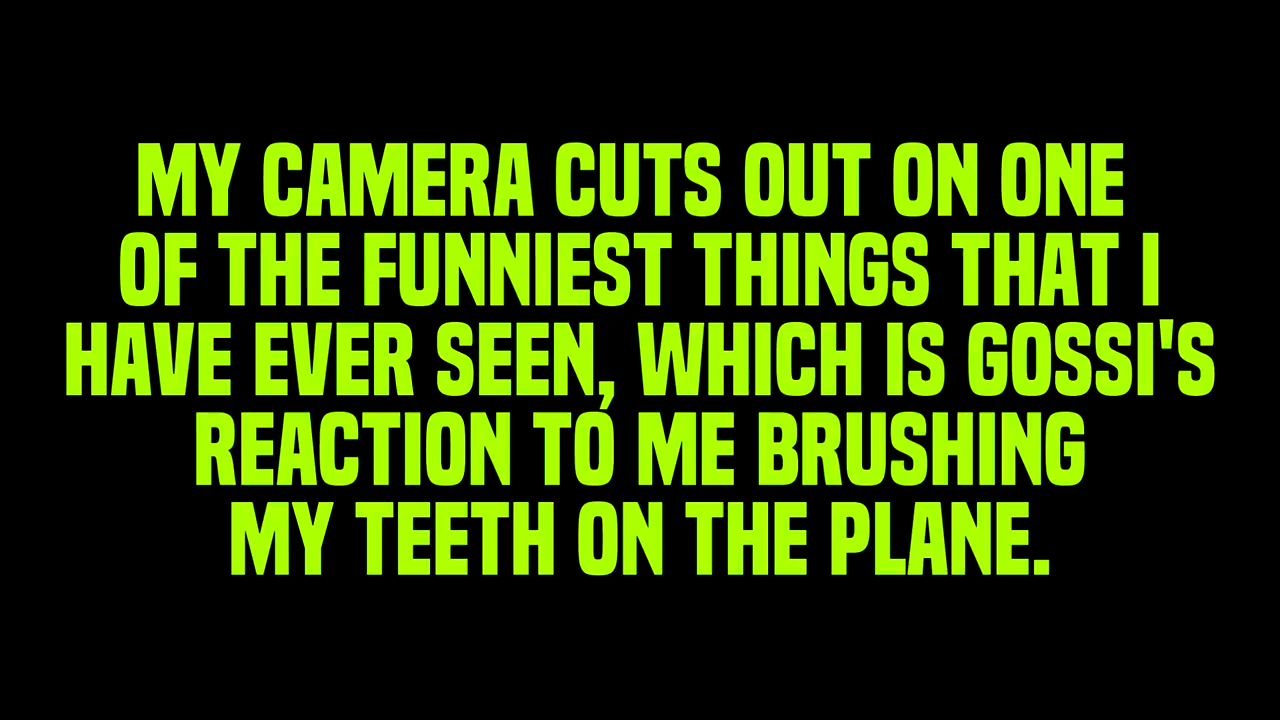 MY CAMERA CUTS OUT ON ONE
OF THE FUNNIEST THINGS THAT I
HAVE EVER SEEN, WHICH IS GOSSI'S
REACTION TO ME BRUSHING
MY TEETH ON THE PLANE.